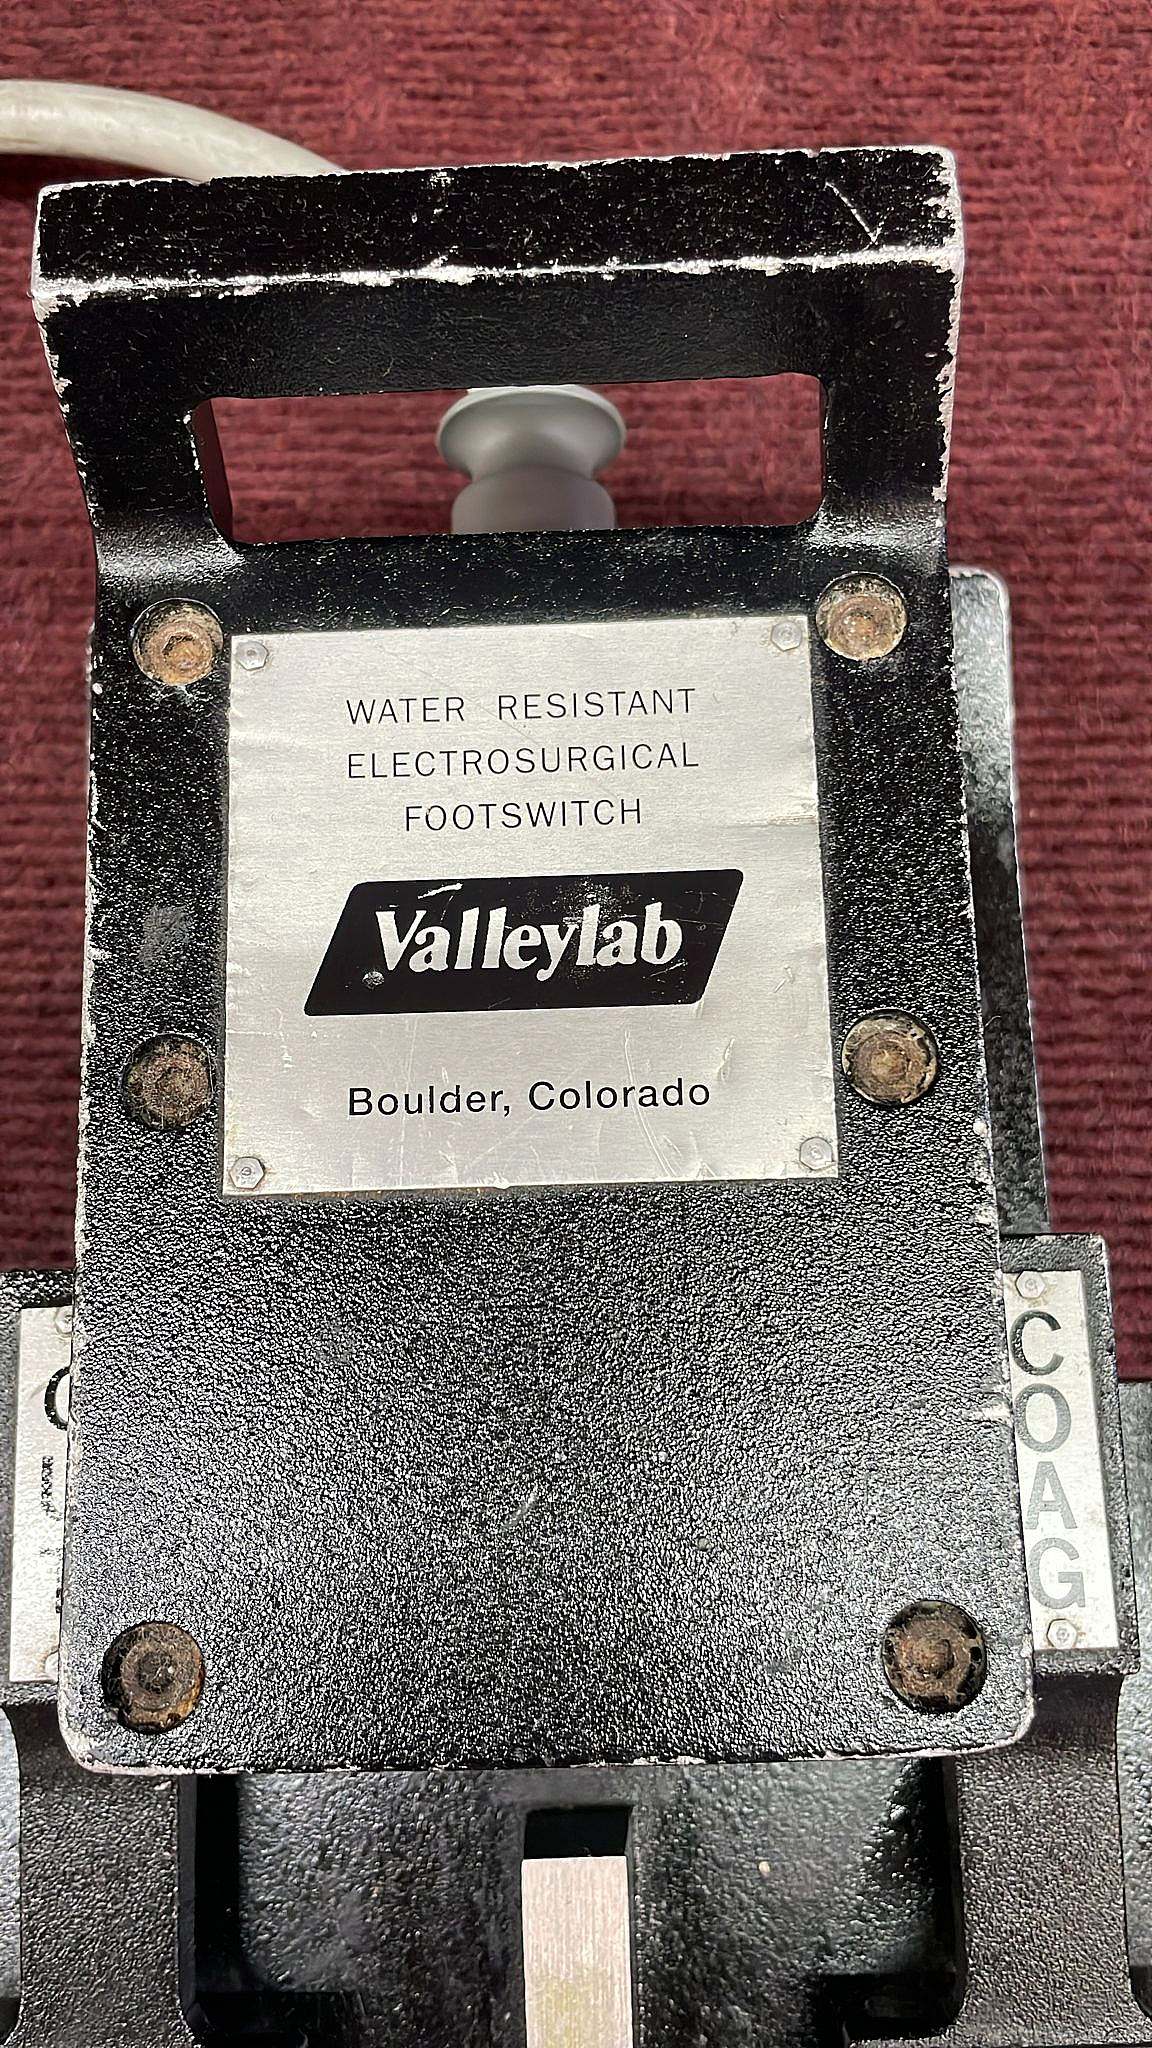 WATER RESISTANT
ELECTROSURGICAL
FOOTSWITCH
Valleylab
Boulder, Colorado
COAG